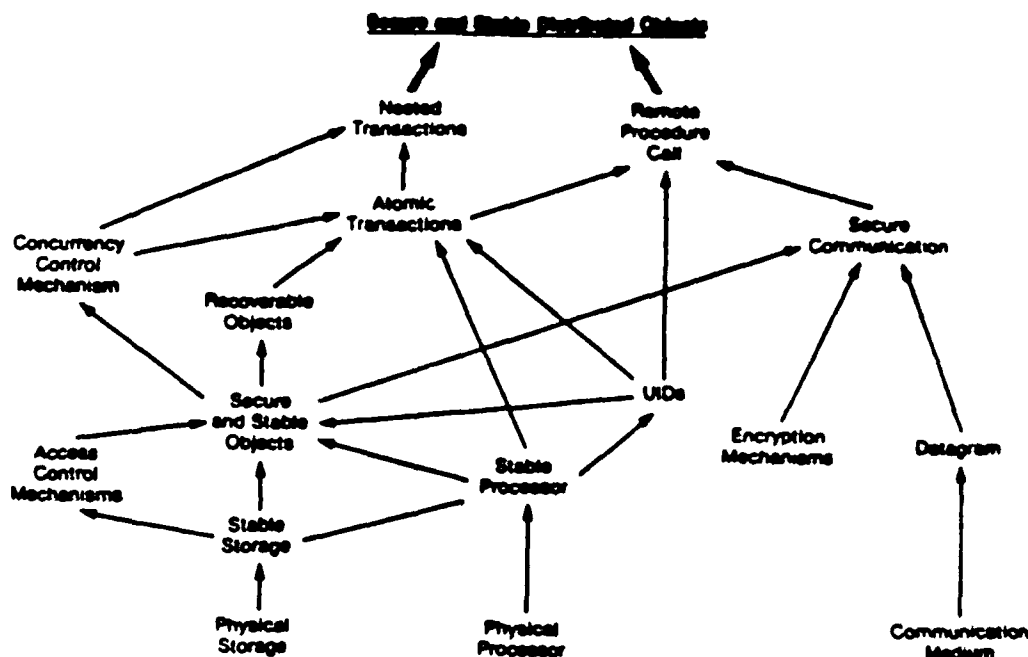 Secure and Stable Distributed Objects
Nested
Transactions
Remote
Procedure
Call
Atomic
Transactions
Secure
Communication
Concurrency
Control
Mechanism
Recoverable
Objects
Secure
and Stable
Objects
UIDs
Access
Control
Mechanisms
Stable
Processor
Encryption
Mechanisms
Datagram
Stable
Storage
Physical
Storage
Physical
Processor
Communication
Medium